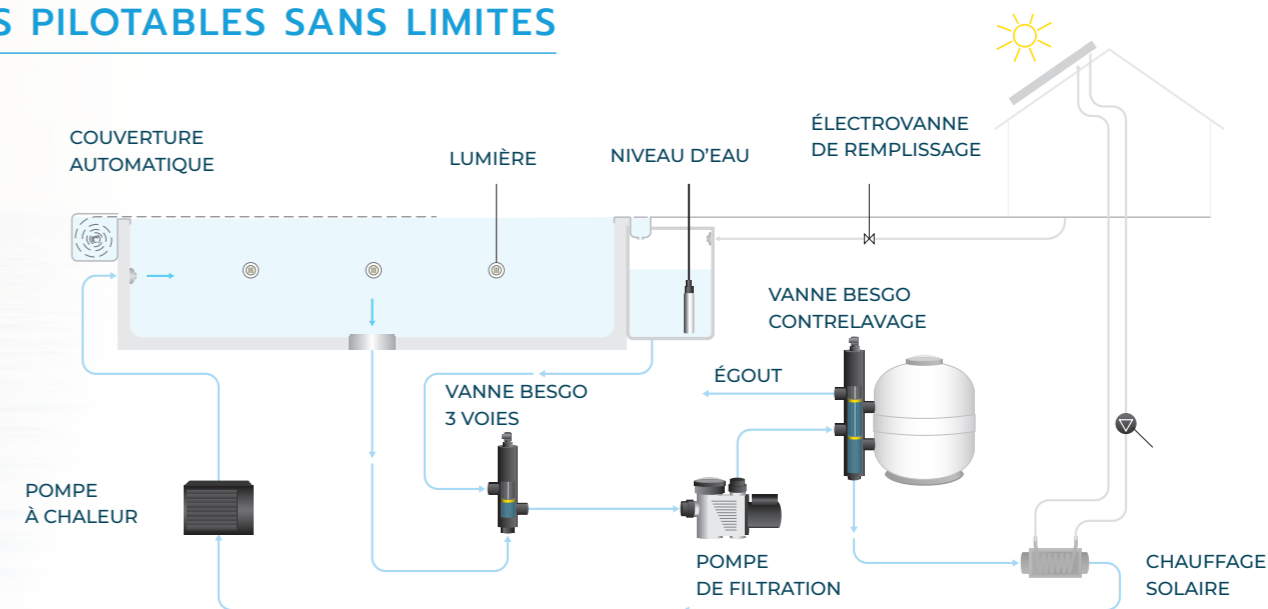 S PILOTABLES SANS LIMITES
COUVERTURE
AUTOMATIQUE
LUMIÈRE
NIVEAU D'EAU
ÉLECTROVANNE
DE REMPLISSAGE
VANNE BESGO
CONTRELAVAGE
ÉGOUT
VANNE BESGO
3 VOIES
POMPE
À CHALEUR
POMPE
DE FILTRATION
CHAUFFAGE
SOLAIRE